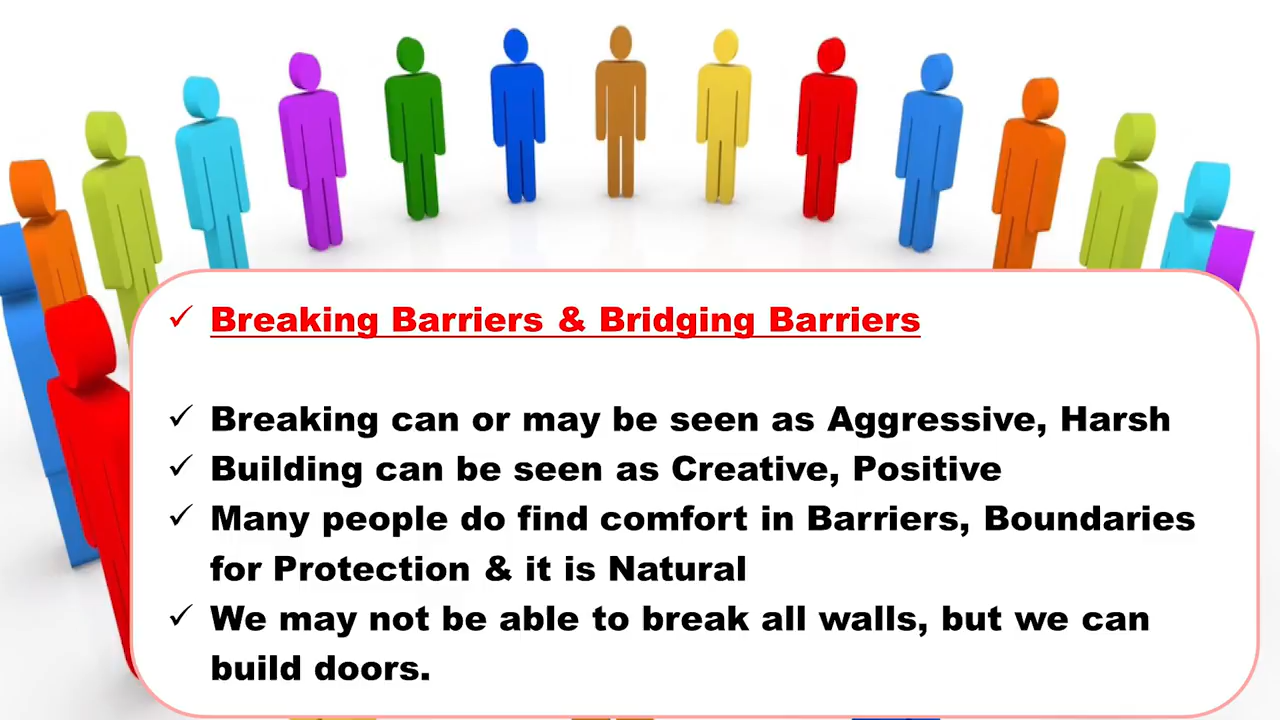 ✓ Breaking Barriers & Bridging Barriers
✓ Breaking can or may be seen as Aggressive, Harsh
✓ Building can be seen as Creative, Positive
✓ Many people do find comfort in Barriers, Boundaries
for Protection & it is Natural
✓ We may not be able to break all walls, but we can
build doors.